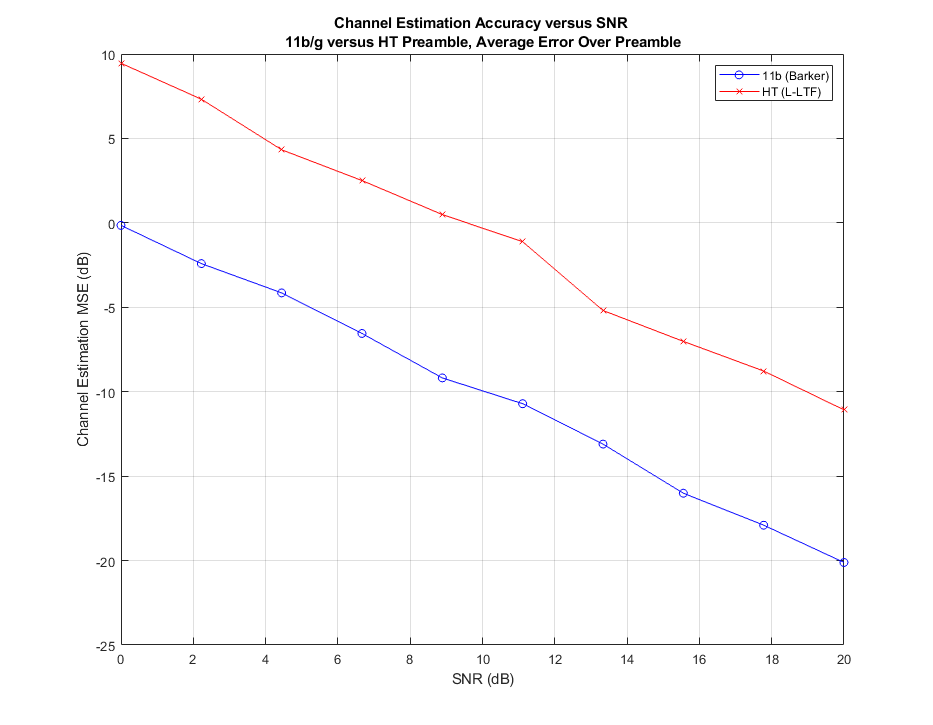 Channel Estimation Accuracy versus SNR
11b/g versus HT Preamble, Average Error Over Preamble
11b (Barker)
HT (L-LTF)
Channel Estimation MSE (dB)
10
5
0
-5
-10
-15
-20
-25
0 2 4 6 8 10 12 14 16 18 20
SNR (dB)